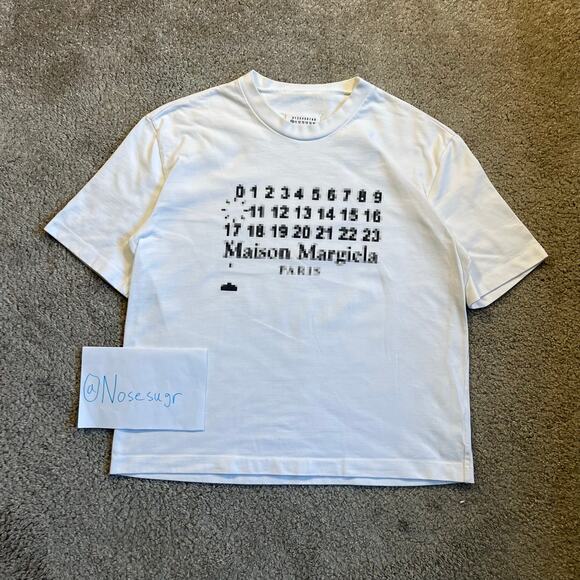 0 1 2 3 4 5 6 7 8 9
11 12 13 14 15 16
17 18 19 20 21 22 23
Maison Margiela
PARIS
@Nosesugr